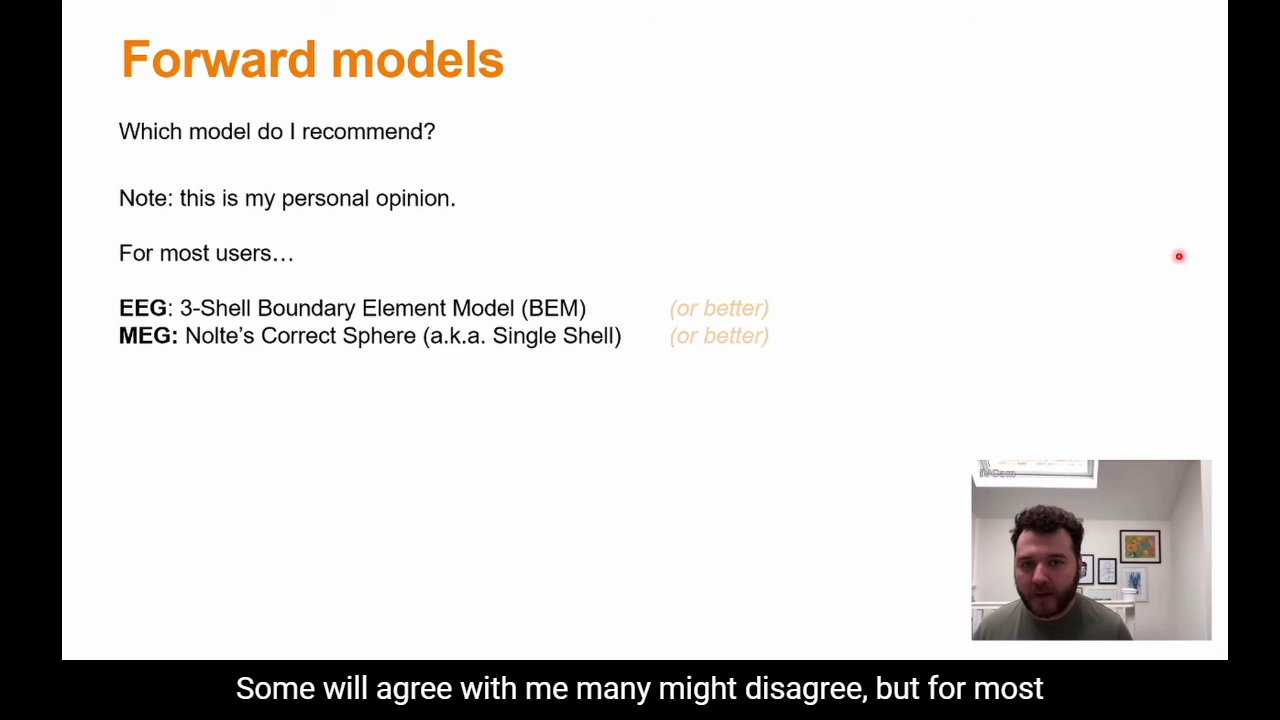 Forward models
Which model do I recommend?
Note: this is my personal opinion.
For most users…
EEG: 3-Shell Boundary Element Model (BEM) (or better)
MEG: Nolte’s Correct Sphere (a.k.a. Single Shell) (or better)
Some will agree with me many might disagree, but for most